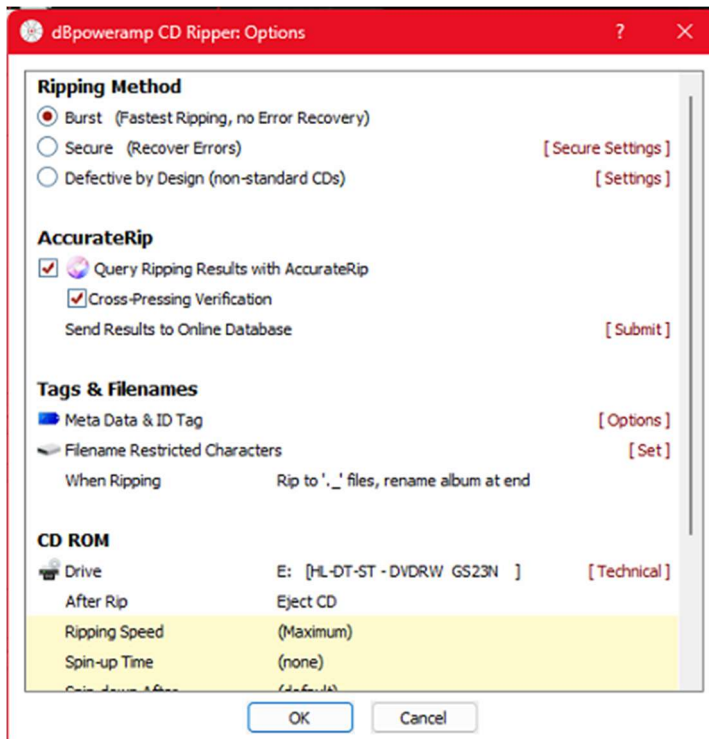 dBpoweramp CD Ripper: Options ?
Ripping Method
Burst (Fastest Ripping, no Error Recovery)
Secure (Recover Errors) [ Secure Settings ]
Defective by Design (non-standard CDs) [ Settings ]
AccurateRip
Query Ripping Results with AccurateRip
Cross-Pressing Verification
Send Results to Online Database [ Submit ]
Tags & Filenames
Meta Data & ID Tag [ Options ]
Filename Restricted Characters [ Set ]
When Ripping Rip to '._' files, rename album at end
CD ROM
Drive E: [HL-DT-ST - DVDRW GS23N ] [ Technical ]
After Rip Eject CD
Ripping Speed (Maximum)
Spin-up Time (none)
Spin-down After (default)
OK Cancel